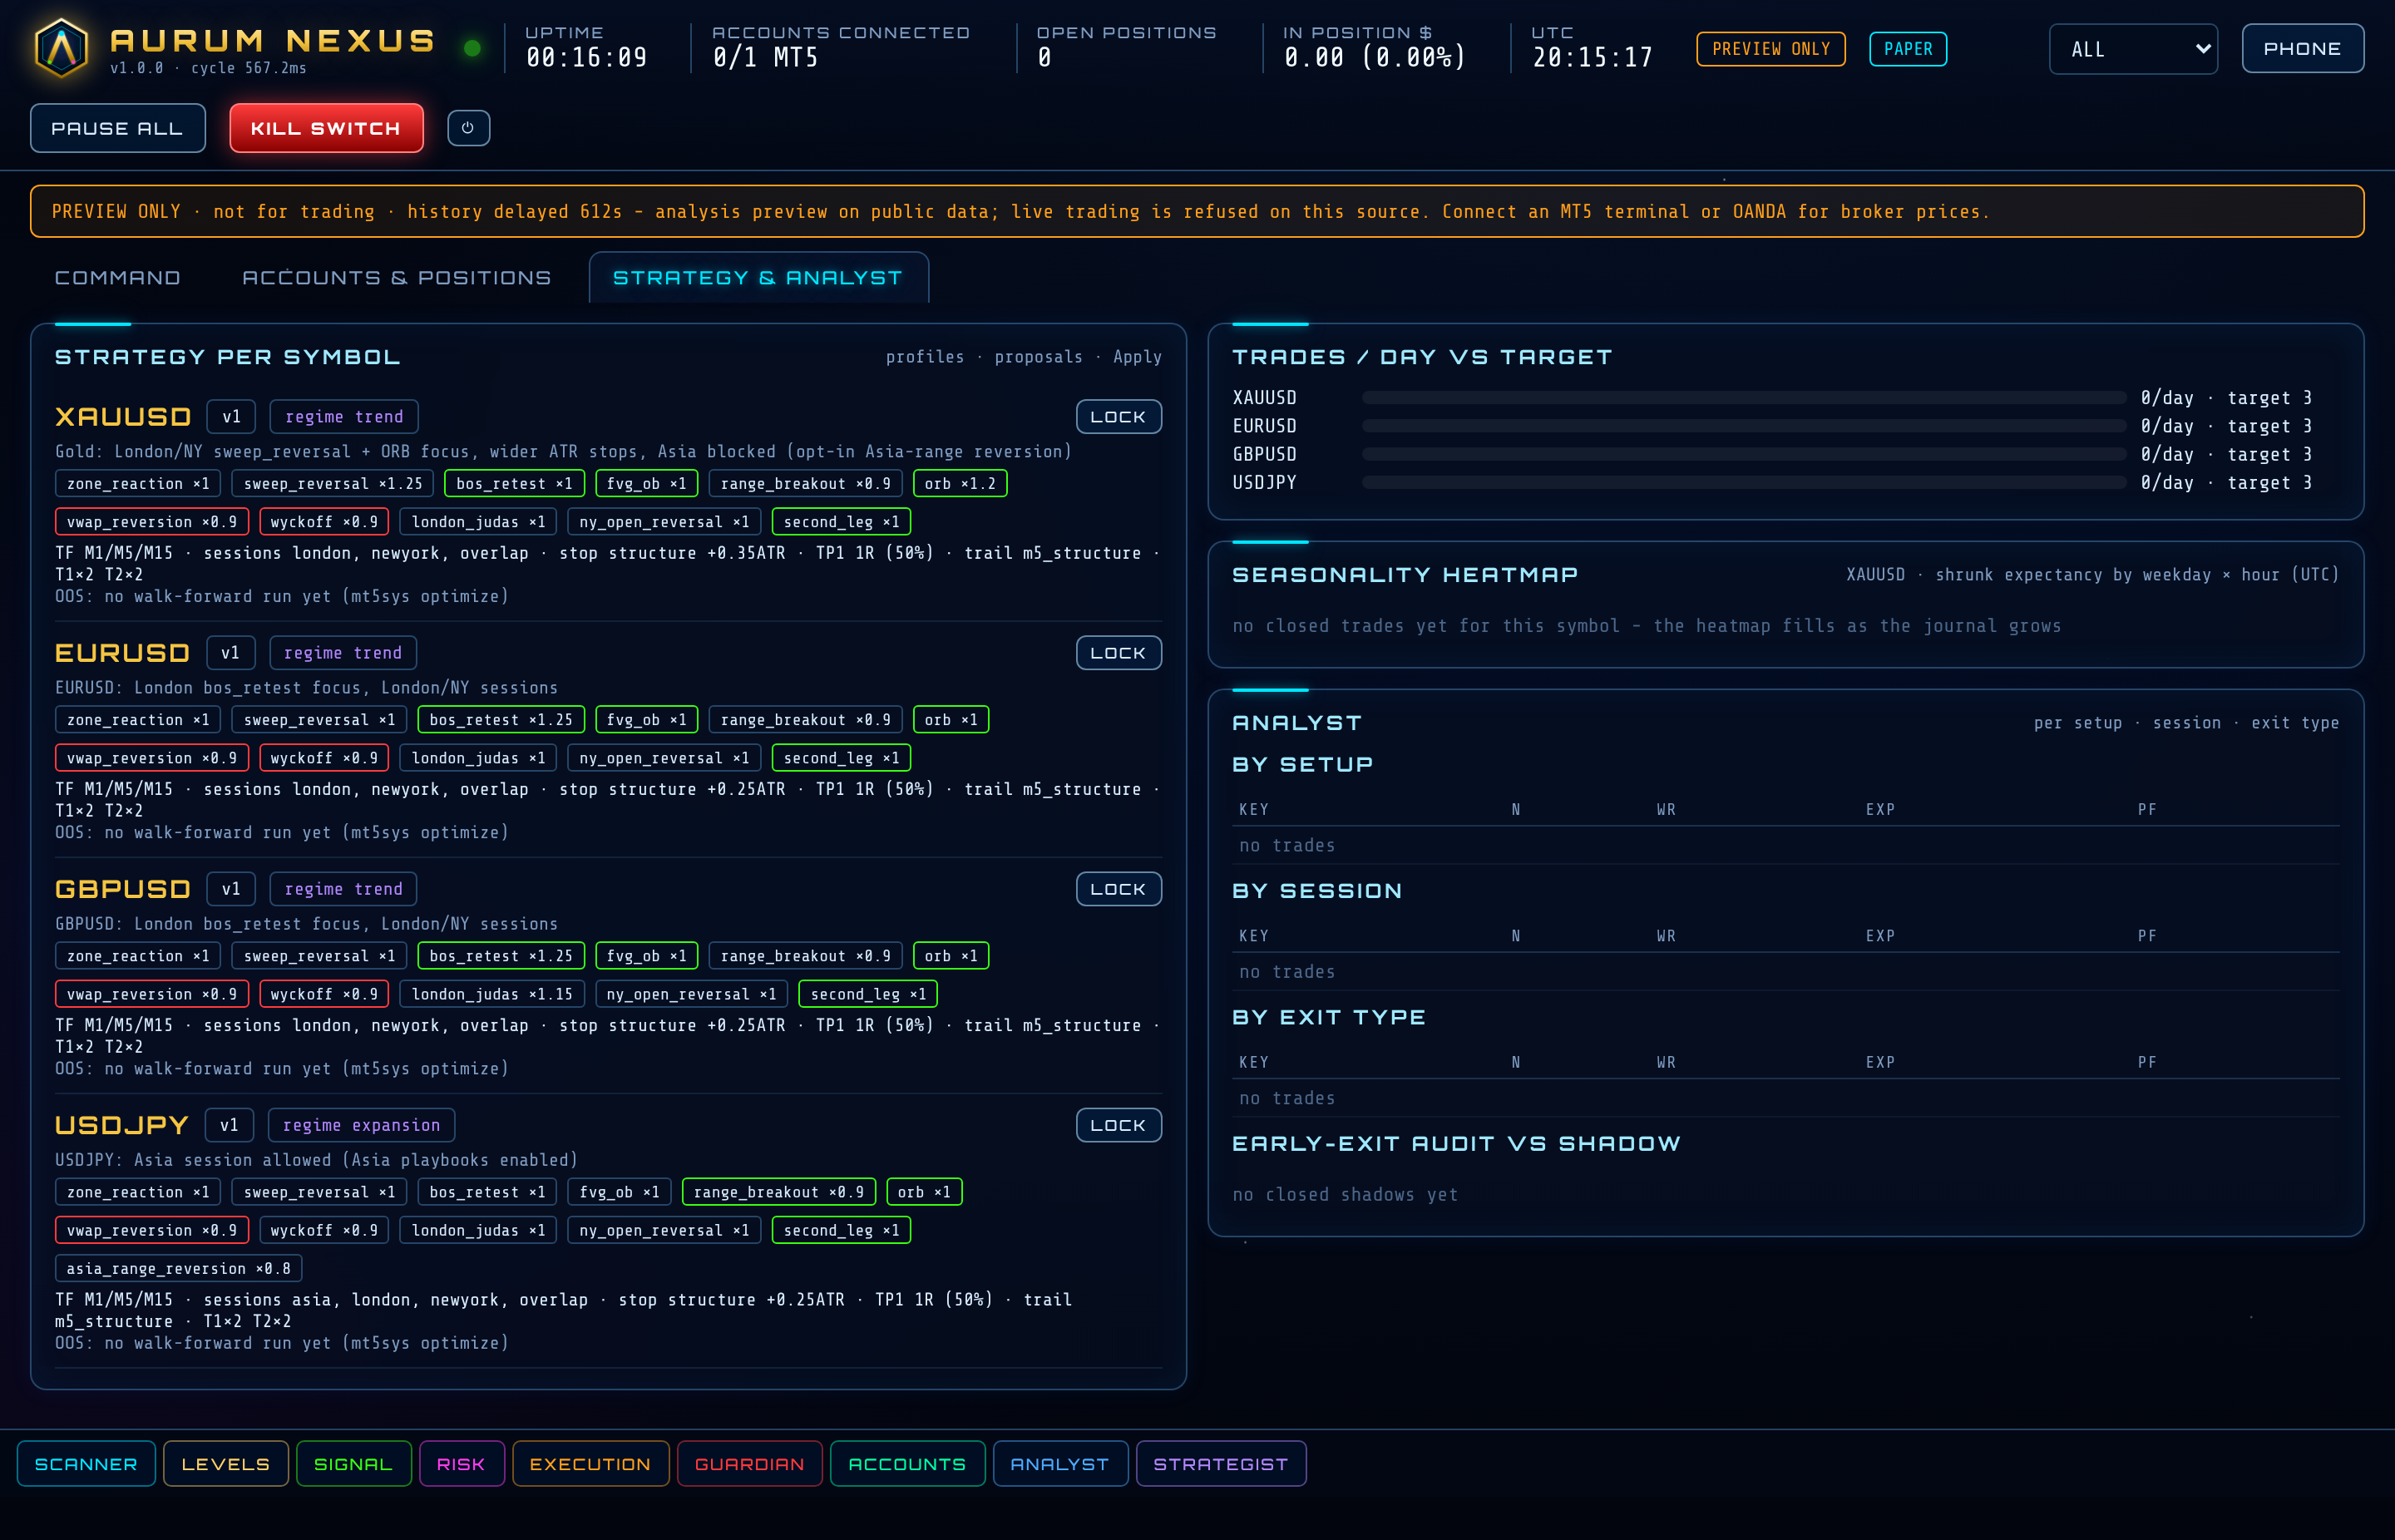 AURUM NEXUS
v1.0.0 · cycle 567.2ms
UPTIME
00:16:09
ACCOUNTS CONNECTED
0/1 MT5
OPEN POSITIONS
0
IN POSITION $
0.00 (0.00%)
UTC
20:15:17
PREVIEW ONLY
PAPER
ALL
PHONE
PAUSE ALL
KILL SWITCH
PREVIEW ONLY · not for trading · history delayed 612s - analysis preview on public data; live trading is refused on this source. Connect an MT5 terminal or OANDA for broker prices.
COMMAND
ACCOUNTS & POSITIONS
STRATEGY & ANALYST
STRATEGY PER SYMBOL
profiles · proposals · Apply
XAUUSD v1 regime trend LOCK
Gold: London/NY sweep_reversal + ORB focus, wider ATR stops, Asia blocked (opt-in Asia-range reversion)
zone_reaction ×1 sweep_reversal ×1.25 bos_retest ×1 fvg_ob ×1 range_breakout ×0.9 orb ×1.2
vwap_reversion ×0.9 wyckoff ×0.9 london_judas ×1 ny_open_reversal ×1 second_leg ×1
TF M1/M5/M15 · sessions london, newyork, overlap · stop structure +0.35ATR · TP1 1R (50%) · trail m5_structure ·
T1×2 T2×2
OOS: no walk-forward run yet (mt5sys optimize)
EURUSD v1 regime trend LOCK
EURUSD: London bos_retest focus, London/NY sessions
zone_reaction ×1 sweep_reversal ×1 bos_retest ×1.25 fvg_ob ×1 range_breakout ×0.9 orb ×1
vwap_reversion ×0.9 wyckoff ×0.9 london_judas ×1 ny_open_reversal ×1 second_leg ×1
TF M1/M5/M15 · sessions london, newyork, overlap · stop structure +0.25ATR · TP1 1R (50%) · trail m5_structure ·
T1×2 T2×2
OOS: no walk-forward run yet (mt5sys optimize)
GBPUSD v1 regime trend LOCK
GBPUSD: London bos_retest focus, London/NY sessions
zone_reaction ×1 sweep_reversal ×1 bos_retest ×1.25 fvg_ob ×1 range_breakout ×0.9 orb ×1
vwap_reversion ×0.9 wyckoff ×0.9 london_judas ×1.15 ny_open_reversal ×1 second_leg ×1
TF M1/M5/M15 · sessions london, newyork, overlap · stop structure +0.25ATR · TP1 1R (50%) · trail m5_structure ·
T1×2 T2×2
OOS: no walk-forward run yet (mt5sys optimize)
USDJPY v1 regime expansion LOCK
USDJPY: Asia session allowed (Asia playbooks enabled)
zone_reaction ×1 sweep_reversal ×1 bos_retest ×1 fvg_ob ×1 range_breakout ×0.9 orb ×1
vwap_reversion ×0.9 wyckoff ×0.9 london_judas ×1 ny_open_reversal ×1 second_leg ×1
asia_range_reversion ×0.8
TF M1/M5/M15 · sessions asia, london, newyork, overlap · stop structure +0.25ATR · TP1 1R (50%) · trail
m5_structure · T1×2 T2×2
OOS: no walk-forward run yet (mt5sys optimize)
TRADES / DAY VS TARGET
XAUUSD 0/day · target 3
EURUSD 0/day · target 3
GBPUSD 0/day · target 3
USDJPY 0/day · target 3
SEASONALITY HEATMAP
XAUUSD · shrunk expectancy by weekday × hour (UTC)
no closed trades yet for this symbol - the heatmap fills as the journal grows
ANALYST
per setup · session · exit type
BY SETUP
KEY N WR EXP PF
no trades
BY SESSION
KEY N WR EXP PF
no trades
BY EXIT TYPE
KEY N WR EXP PF
no trades
EARLY-EXIT AUDIT VS SHADOW
no closed shadows yet
SCANNER LEVELS SIGNAL RISK EXECUTION GUARDIAN ACCOUNTS ANALYST STRATEGIST